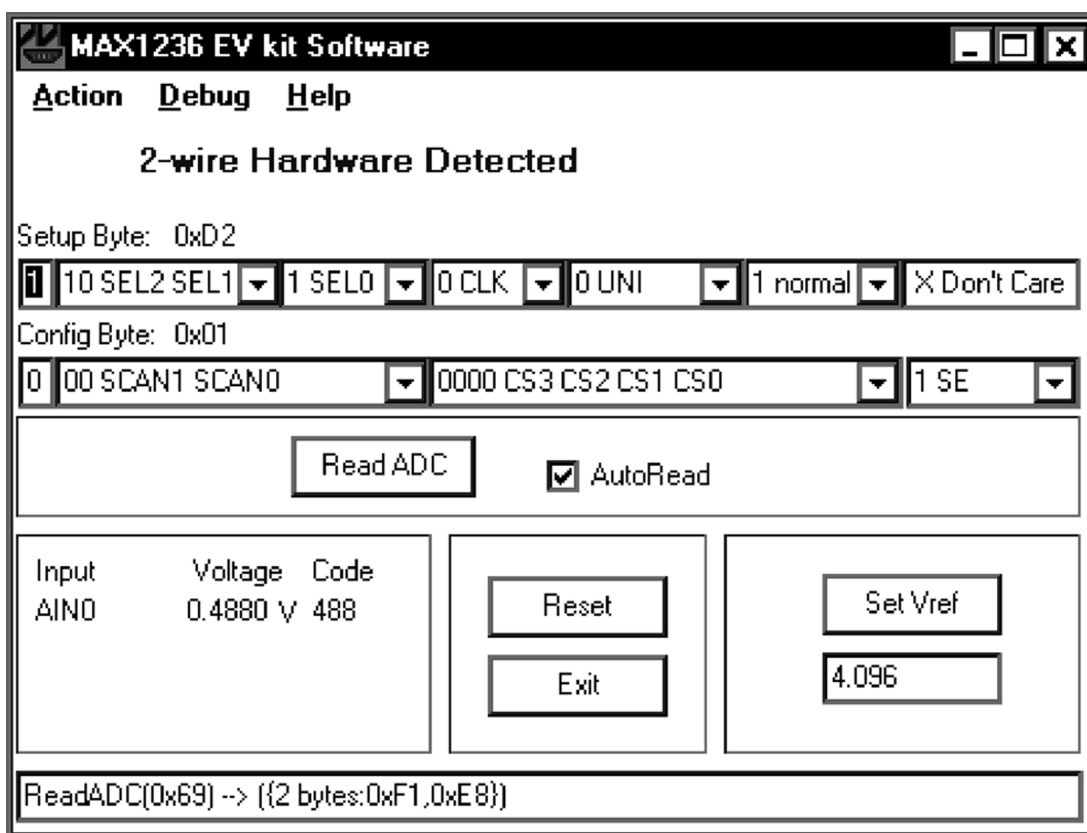 MAX1236 EV kit Software
Action Debug Help
2-wire Hardware Detected
Setup Byte: 0xD2
1 10 SEL2 SEL1 1 SEL0 0 CLK 0 UNI 1 normal X Don't Care
Config Byte: 0x01
0 00 SCAN1 SCAN0 0000 CS3 CS2 CS1 CS0 1 SE
Read ADC AutoRead
Input Voltage Code
AIN0 0.4880 V 488
Reset
Exit
Set Vref
4.096
ReadADC(0x69) --> ({2 bytes:0xF1,0xE8})